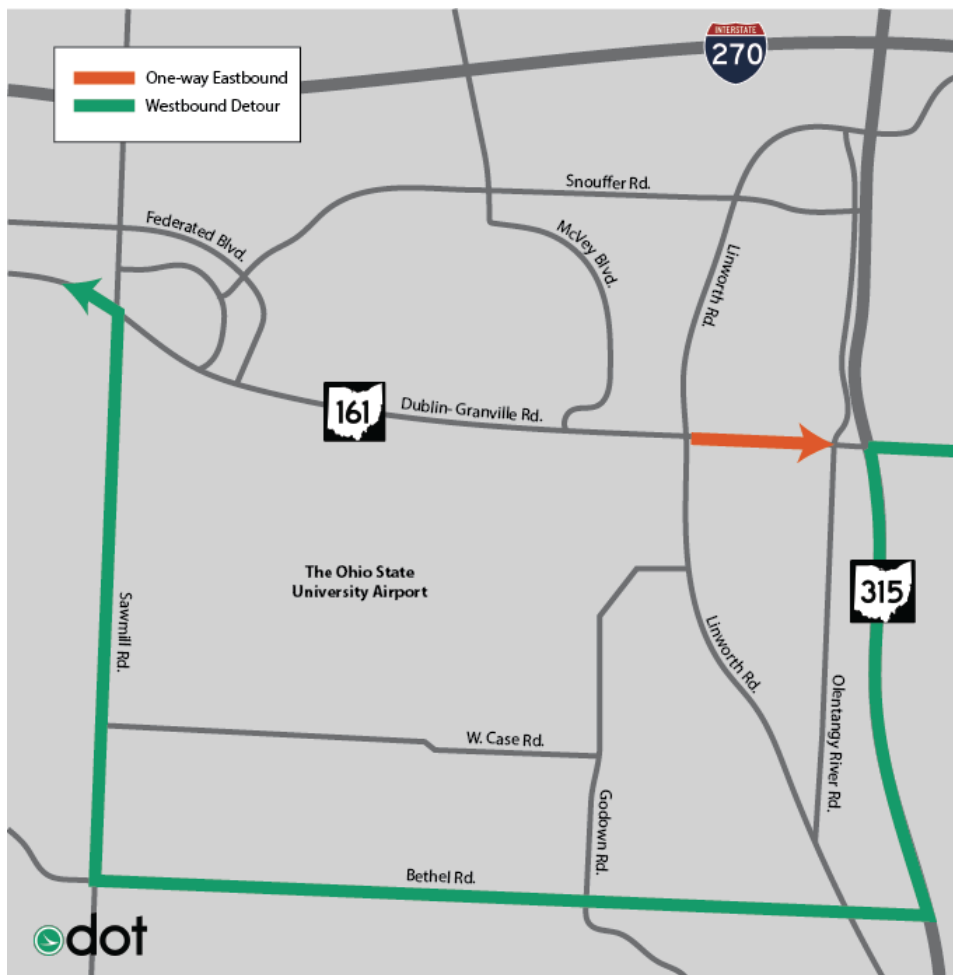 INTERSTATE
270
One-way Eastbound
Westbound Detour
Snouffer Rd.
Federated Blvd.
McVey Blvd.
Linworth Rd.
161
Dublin- Granville Rd.
The Ohio State
University Airport
315
Sawmill Rd.
Linworth Rd.
Olentangy River Rd.
W. Case Rd.
Godown Rd.
Bethel Rd.
dot